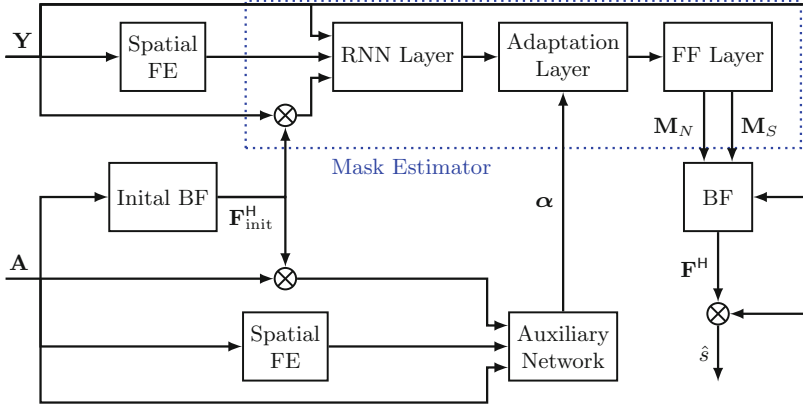 Y
Spatial
FE
RNN Layer
Adaptation
Layer
FF Layer
M_N
M_S
Mask Estimator
Inital BF
F^H_init
α
BF
A
F^H
Spatial
FE
Auxiliary
Network
ŝ